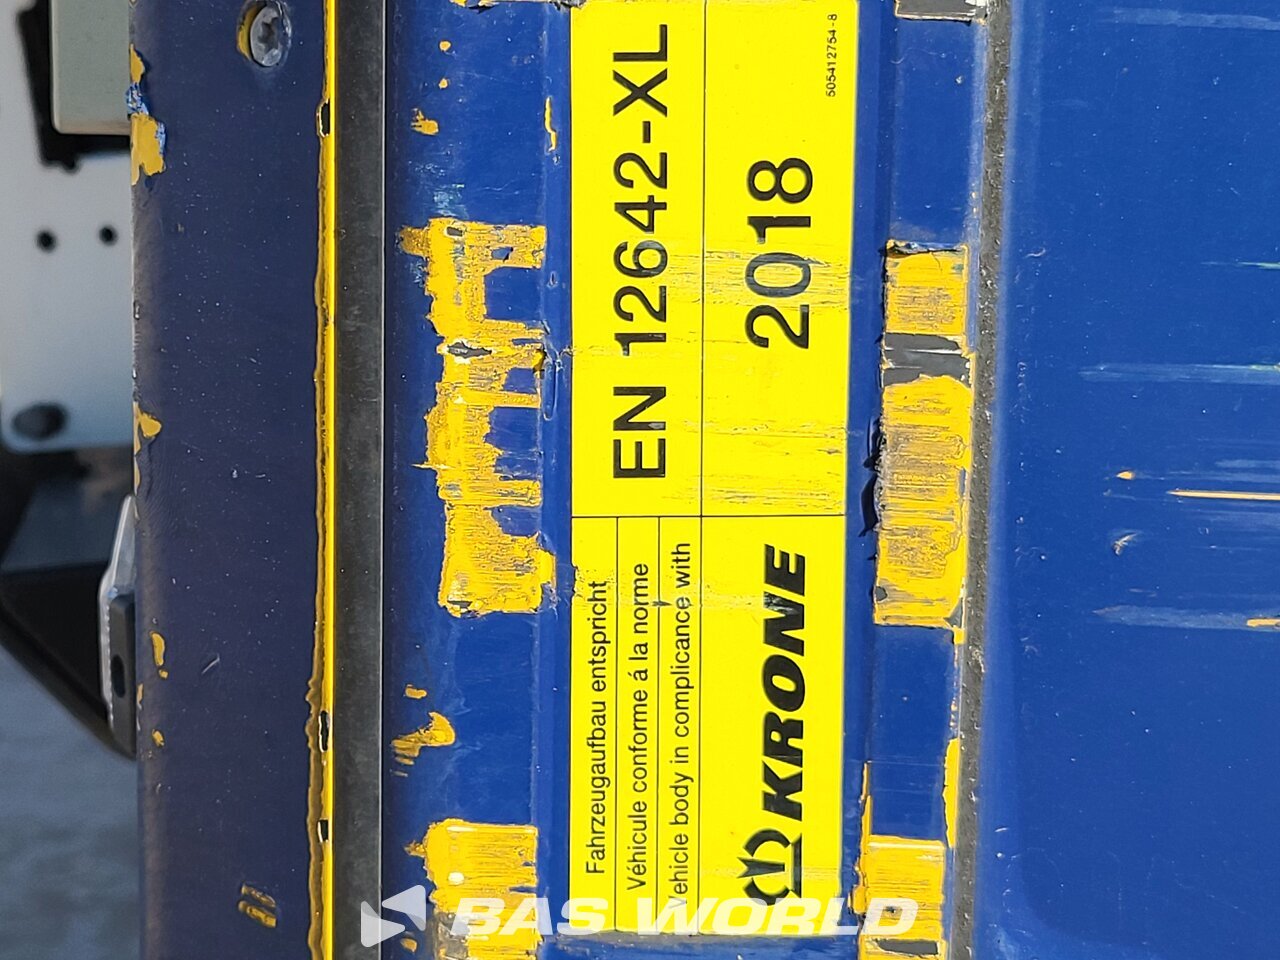 Fahrzeugaufbau entspricht
Véhicule conforme á la norme
Vehicle body in complicance with
EN 12642-XL
KRONE
2018
505412754-8
BAS WORLD